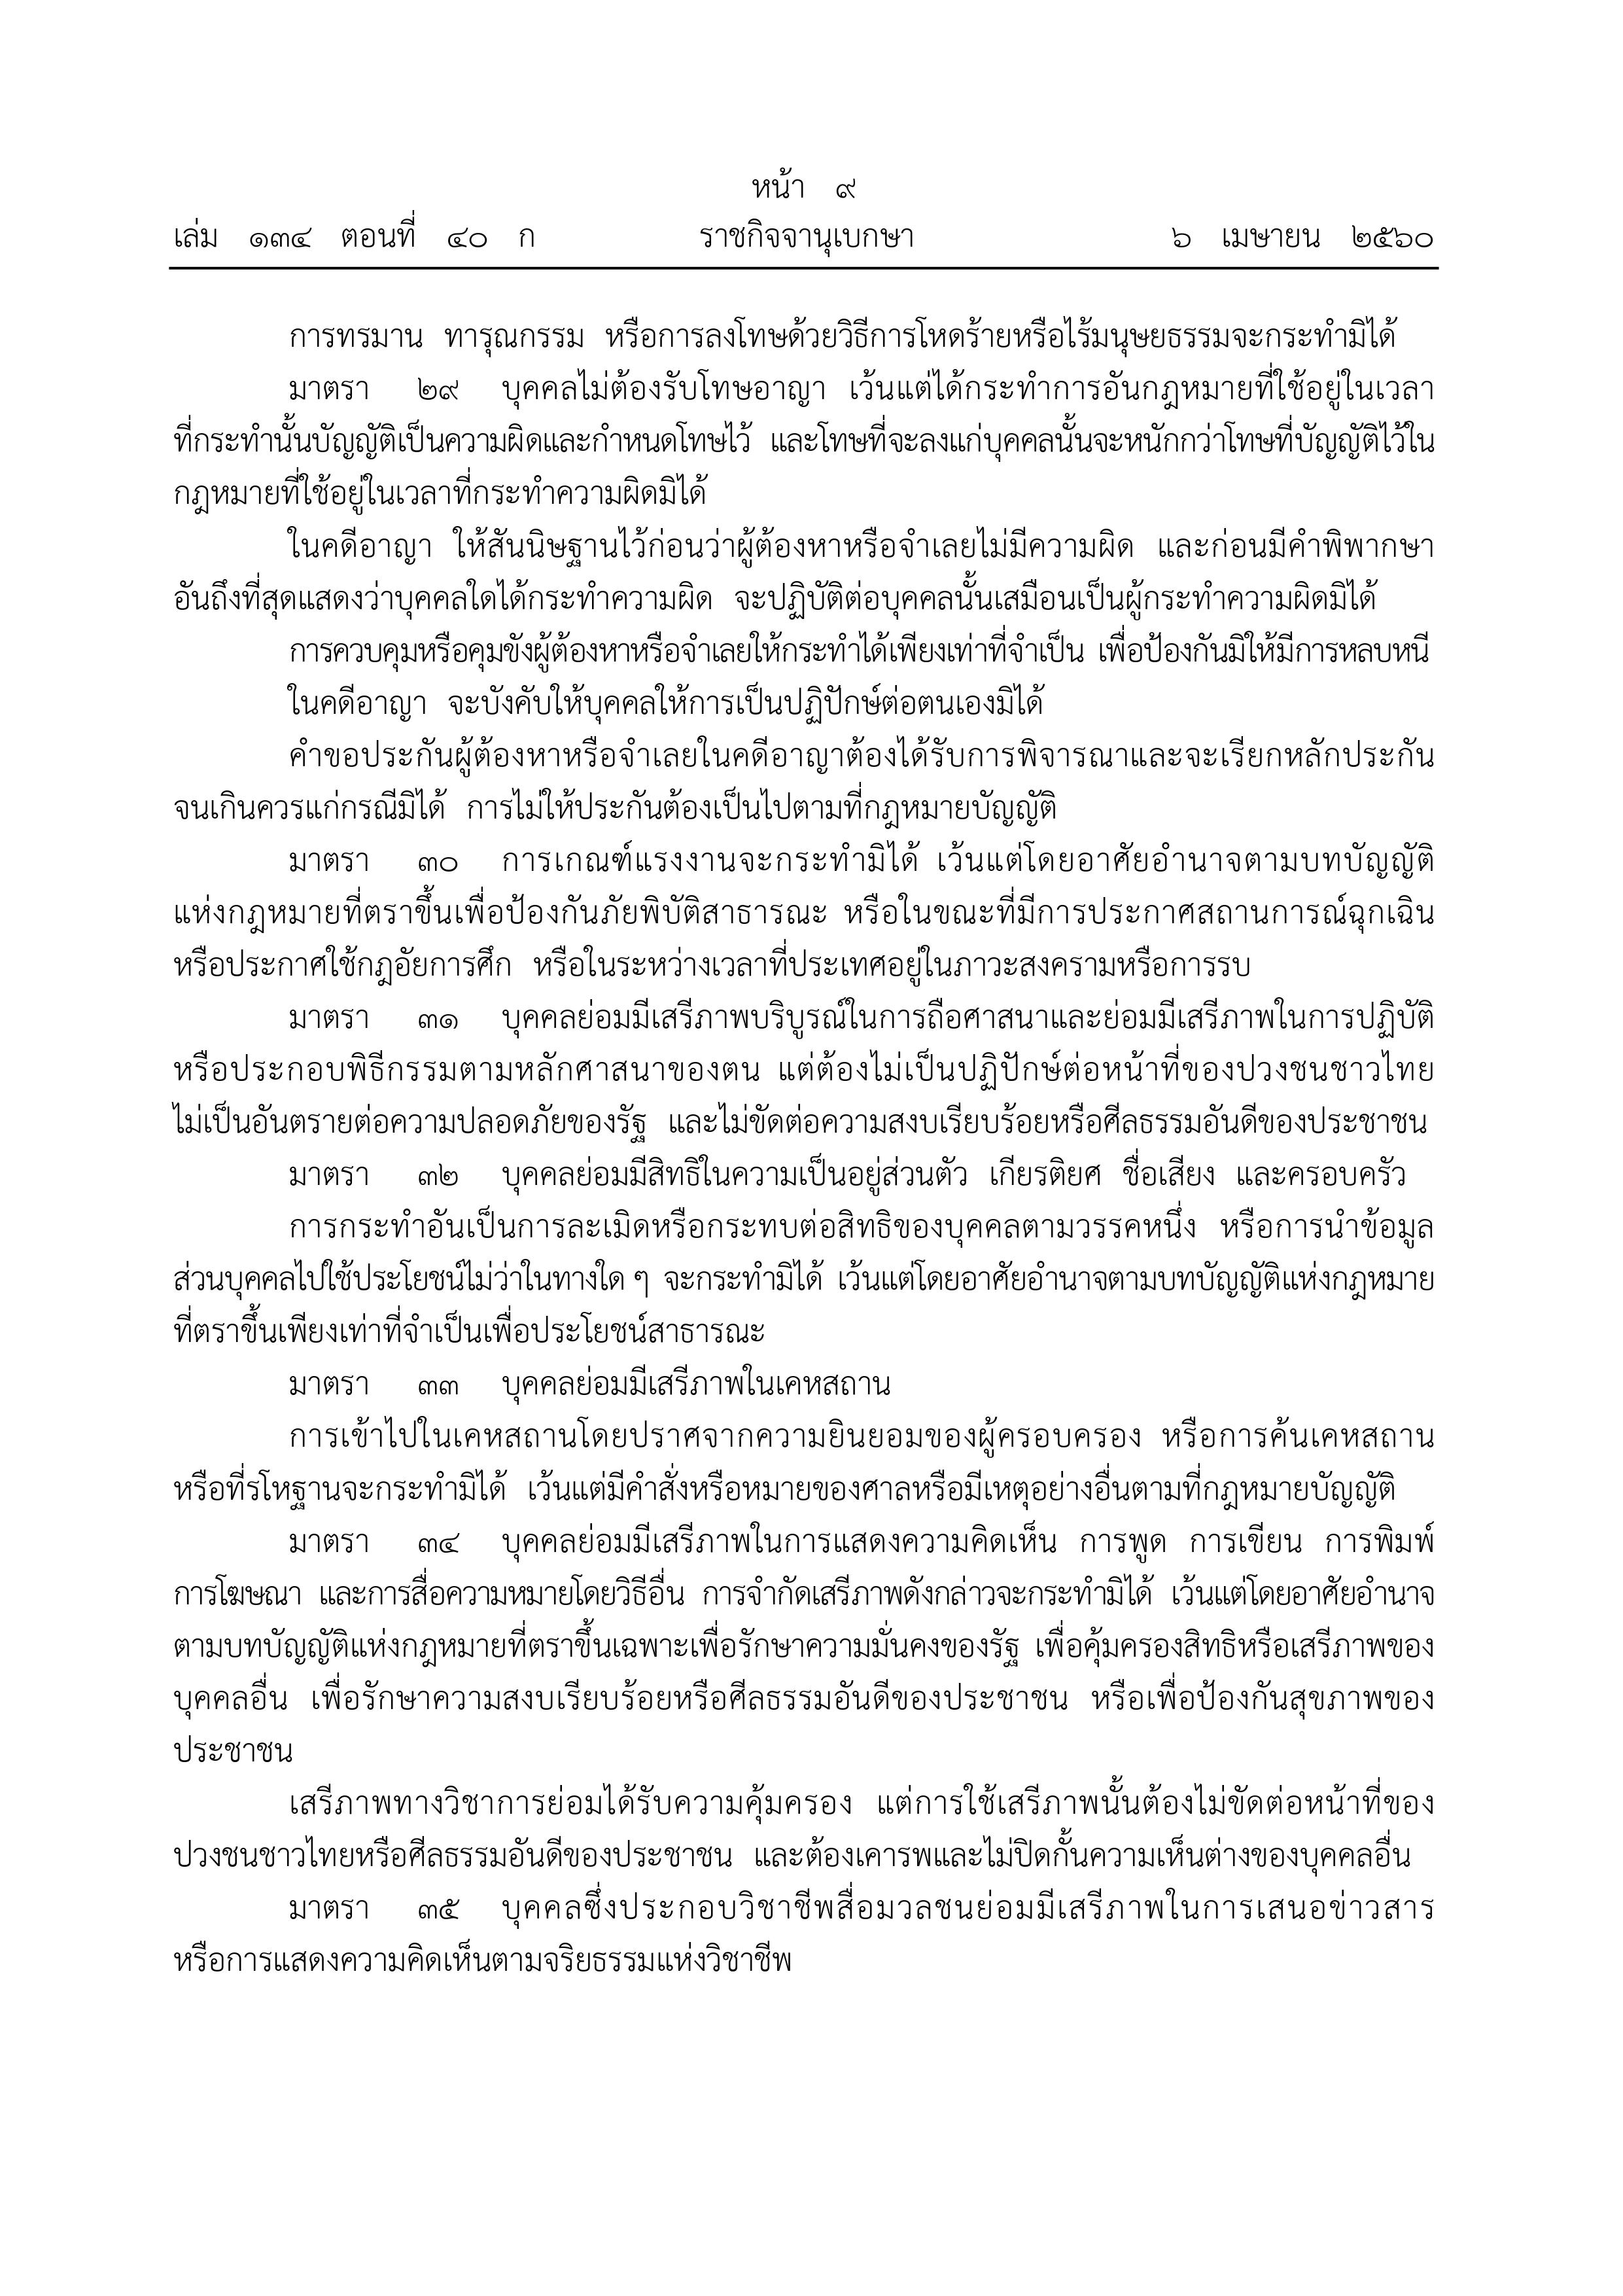 หน้า ๙
เล่ม ๑๓๔ ตอนที่ ๔๐ ก ราชกิจจานุเบกษา ๖ เมษายน ๒๕๖๐
การทรมาน ทารุณกรรม หรือการลงโทษด้วยวิธีการโหดร้ายหรือไร้มนุษยธรรมจะกระทำมิได้
มาตรา ๒๙ บุคคลไม่ต้องรับโทษอาญา เว้นแต่ได้กระทำการอันกฎหมายที่ใช้อยู่ในเวลา
ที่กระทำนั้นบัญญัติเป็นความผิดและกำหนดโทษไว้ และโทษที่จะลงแก่บุคคลนั้นจะหนักกว่าโทษที่บัญญัติไว้ใน
กฎหมายที่ใช้อยู่ในเวลาที่กระทำความผิดมิได้
ในคดีอาญา ให้สันนิษฐานไว้ก่อนว่าผู้ต้องหาหรือจำเลยไม่มีความผิด และก่อนมีคำพิพากษา
อันถึงที่สุดแสดงว่าบุคคลใดได้กระทำความผิด จะปฏิบัติต่อบุคคลนั้นเสมือนเป็นผู้กระทำความผิดมิได้
การควบคุมหรือคุมขังผู้ต้องหาหรือจำเลยให้กระทำได้เพียงเท่าที่จำเป็น เพื่อป้องกันมิให้มีการหลบหนี
ในคดีอาญา จะบังคับให้บุคคลให้การเป็นปฏิปักษ์ต่อตนเองมิได้
คำขอประกันผู้ต้องหาหรือจำเลยในคดีอาญาต้องได้รับการพิจารณาและจะเรียกหลักประกัน
จนเกินควรแก่กรณีมิได้ การไม่ให้ประกันต้องเป็นไปตามที่กฎหมายบัญญัติ
มาตรา ๓๐ การเกณฑ์แรงงานจะกระทำมิได้ เว้นแต่โดยอาศัยอำนาจตามบทบัญญัติ
แห่งกฎหมายที่ตราขึ้นเพื่อป้องกันภัยพิบัติสาธารณะ หรือในขณะที่มีการประกาศสถานการณ์ฉุกเฉิน
หรือประกาศใช้กฎอัยการศึก หรือในระหว่างเวลาที่ประเทศอยู่ในภาวะสงครามหรือการรบ
มาตรา ๓๑ บุคคลย่อมมีเสรีภาพบริบูรณ์ในการถือศาสนาและย่อมมีเสรีภาพในการปฏิบัติ
หรือประกอบพิธีกรรมตามหลักศาสนาของตน แต่ต้องไม่เป็นปฏิปักษ์ต่อหน้าที่ของปวงชนชาวไทย
ไม่เป็นอันตรายต่อความปลอดภัยของรัฐ และไม่ขัดต่อความสงบเรียบร้อยหรือศีลธรรมอันดีของประชาชน
มาตรา ๓๒ บุคคลย่อมมีสิทธิในความเป็นอยู่ส่วนตัว เกียรติยศ ชื่อเสียง และครอบครัว
การกระทำอันเป็นการละเมิดหรือกระทบต่อสิทธิของบุคคลตามวรรคหนึ่ง หรือการนำข้อมูล
ส่วนบุคคลไปใช้ประโยชน์ไม่ว่าในทางใด ๆ จะกระทำมิได้ เว้นแต่โดยอาศัยอำนาจตามบทบัญญัติแห่งกฎหมาย
ที่ตราขึ้นเพียงเท่าที่จำเป็นเพื่อประโยชน์สาธารณะ
มาตรา ๓๓ บุคคลย่อมมีเสรีภาพในเคหสถาน
การเข้าไปในเคหสถานโดยปราศจากความยินยอมของผู้ครอบครอง หรือการค้นเคหสถาน
หรือที่รโหฐานจะกระทำมิได้ เว้นแต่มีคำสั่งหรือหมายของศาลหรือมีเหตุอย่างอื่นตามที่กฎหมายบัญญัติ
มาตรา ๓๔ บุคคลย่อมมีเสรีภาพในการแสดงความคิดเห็น การพูด การเขียน การพิมพ์
การโฆษณา และการสื่อความหมายโดยวิธีอื่น การจำกัดเสรีภาพดังกล่าวจะกระทำมิได้ เว้นแต่โดยอาศัยอำนาจ
ตามบทบัญญัติแห่งกฎหมายที่ตราขึ้นเฉพาะเพื่อรักษาความมั่นคงของรัฐ เพื่อคุ้มครองสิทธิหรือเสรีภาพของ
บุคคลอื่น เพื่อรักษาความสงบเรียบร้อยหรือศีลธรรมอันดีของประชาชน หรือเพื่อป้องกันสุขภาพของ
ประชาชน
เสรีภาพทางวิชาการย่อมได้รับความคุ้มครอง แต่การใช้เสรีภาพนั้นต้องไม่ขัดต่อหน้าที่ของ
ปวงชนชาวไทยหรือศีลธรรมอันดีของประชาชน และต้องเคารพและไม่ปิดกั้นความเห็นต่างของบุคคลอื่น
มาตรา ๓๕ บุคคลซึ่งประกอบวิชาชีพสื่อมวลชนย่อมมีเสรีภาพในการเสนอข่าวสาร
หรือการแสดงความคิดเห็นตามจริยธรรมแห่งวิชาชีพ